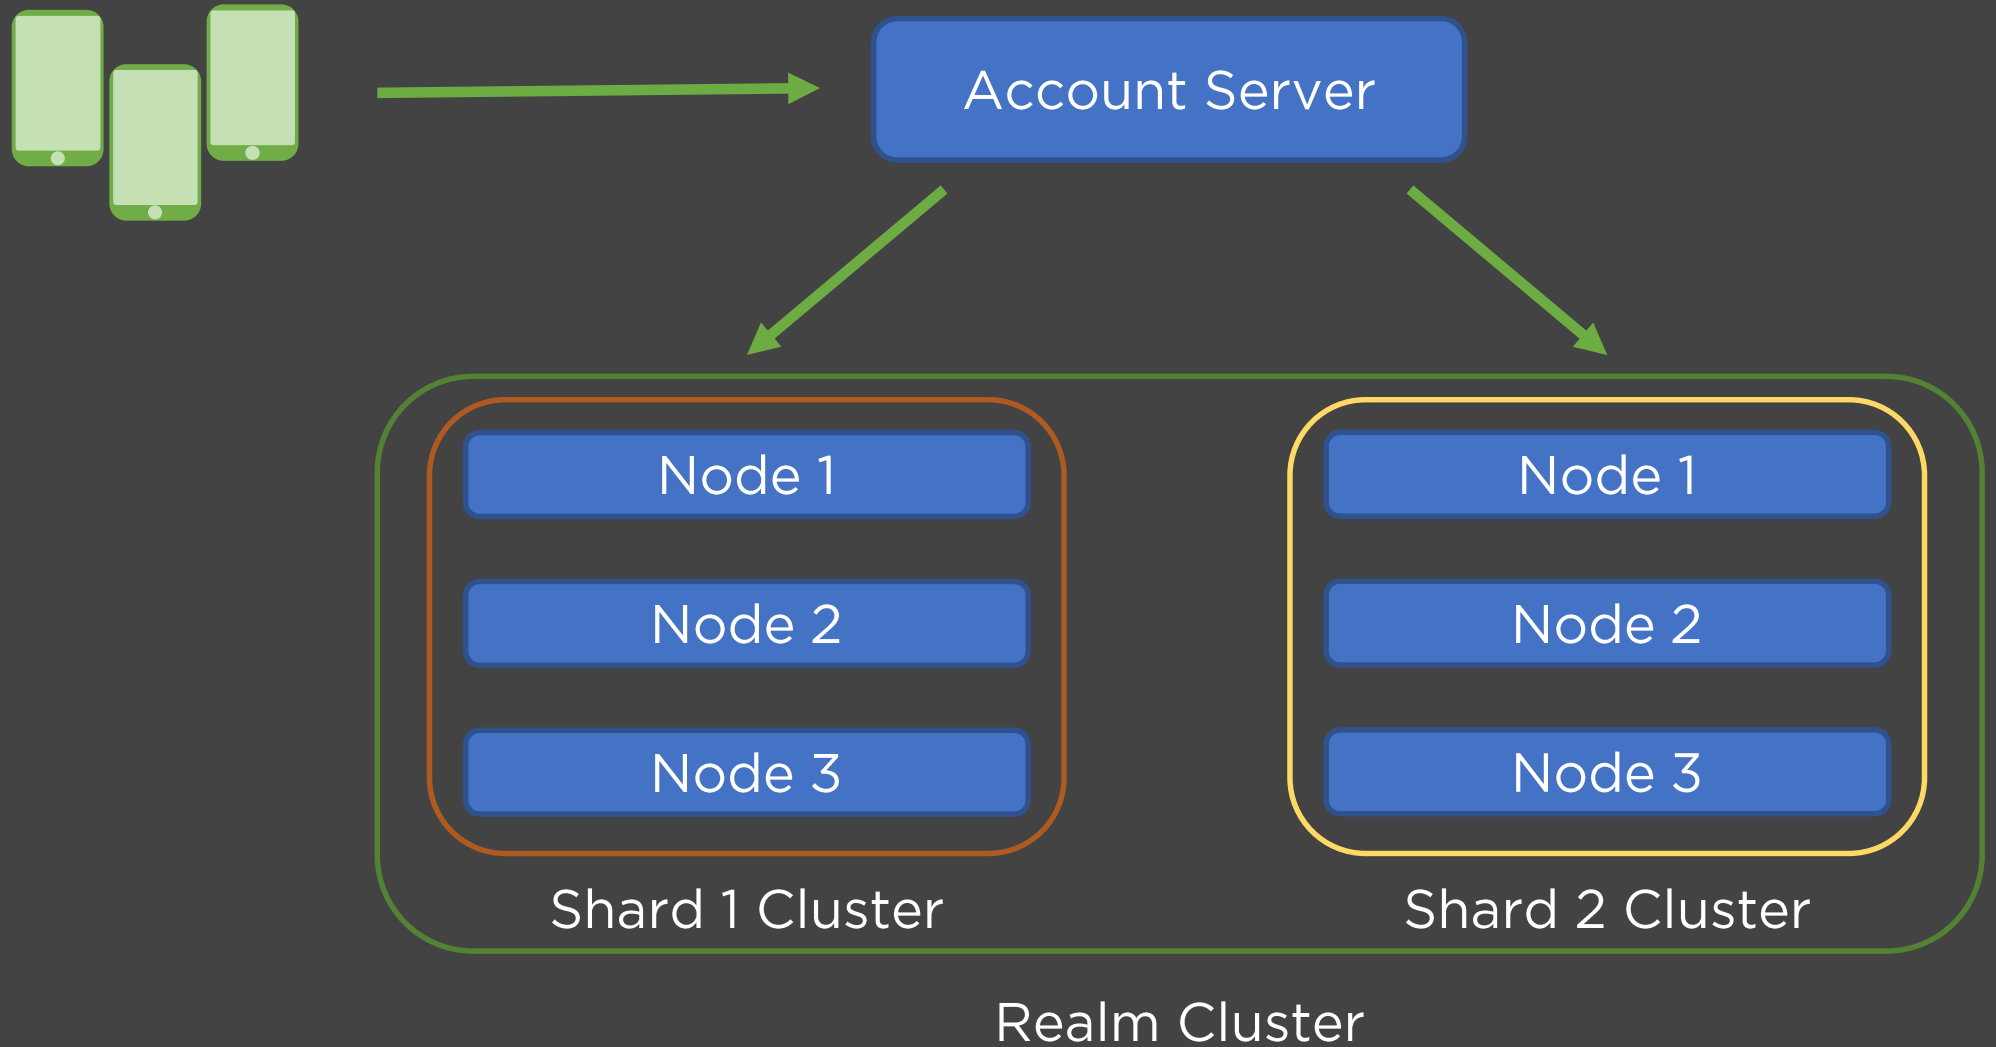 Account Server
Node 1
Node 2
Node 3
Shard 1 Cluster
Node 1
Node 2
Node 3
Shard 2 Cluster
Realm Cluster